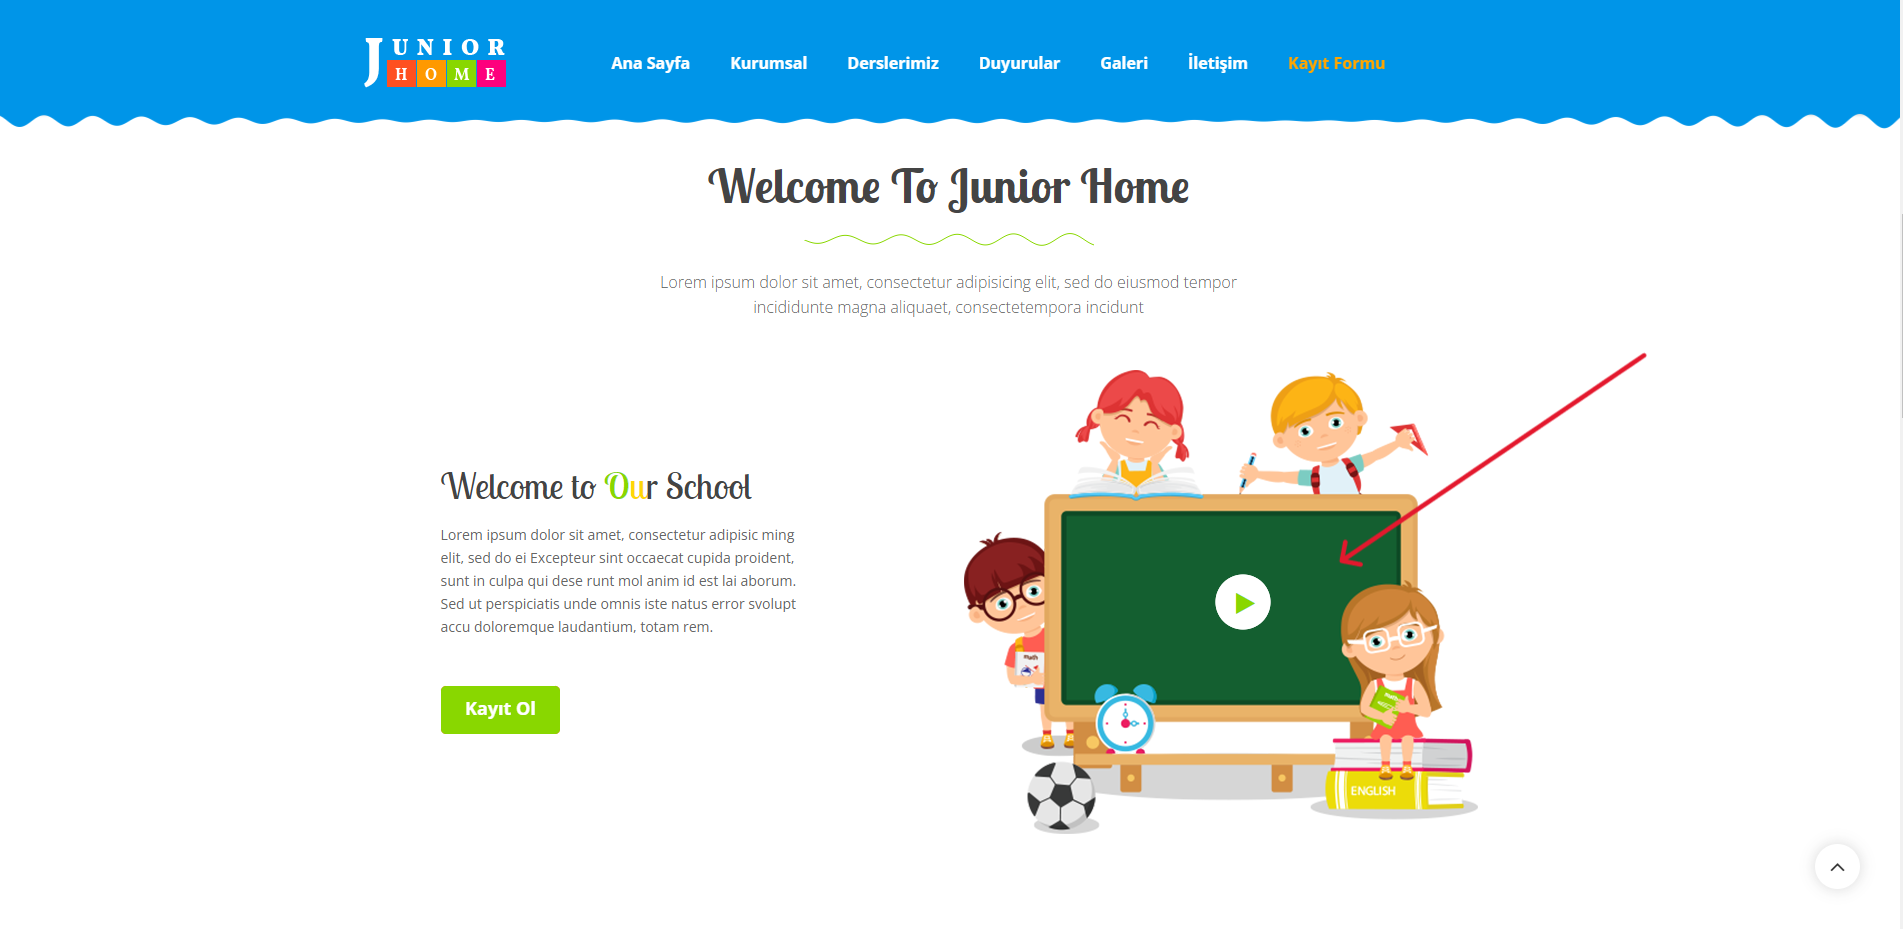 JUNIOR
HOME
Ana Sayfa Kurumsal Derslerimiz Duyurular Galeri İletişim Kayıt Formu
Welcome To Junior Home
Lorem ipsum dolor sit amet, consectetur adipisicing elit, sed do eiusmod tempor
incididunte magna aliquaet, consectetempora incidunt
Welcome to Our School
Lorem ipsum dolor sit amet, consectetur adipisic ming
elit, sed do ei Excepteur sint occaecat cupida proident,
sunt in culpa qui dese runt mol anim id est lai aborum.
Sed ut perspiciatis unde omnis iste natus error svolupt
accu doloremque laudantium, totam rem.
Kayıt Ol
math
math
ENGLISH